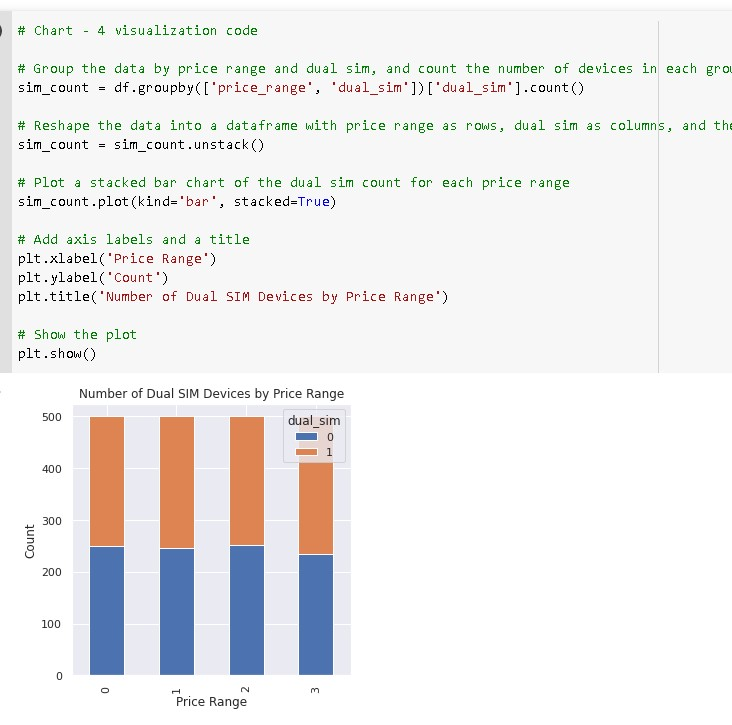 # Chart - 4 visualization code
# Group the data by price range and dual sim, and count the number of devices in each
sim_count = df.groupby(['price_range', 'dual_sim'])['dual_sim'].count()
# Reshape the data into a dataframe with price range as rows, dual sim as columns, and
sim_count = sim_count.unstack()
# Plot a stacked bar chart of the dual sim count for each price range
sim_count.plot(kind='bar', stacked=True)
# Add axis labels and a title
plt.xlabel('Price Range')
plt.ylabel('Count')
plt.title('Number of Dual SIM Devices by Price Range')
# Show the plot
plt.show()
Number of Dual SIM Devices by Price Range
dual_sim
0
1
500
400
300
200
100
0
Count
0 1 2 3
Price Range